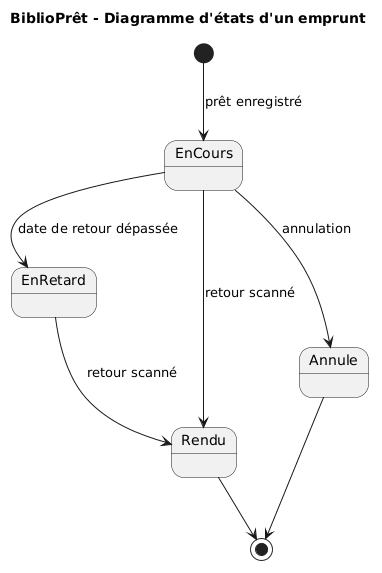 BiblioPrêt - Diagramme d'états d'un emprunt
prêt enregistré
EnCours
date de retour dépassée
annulation
EnRetard
retour scanné
Annule
retour scanné
Rendu